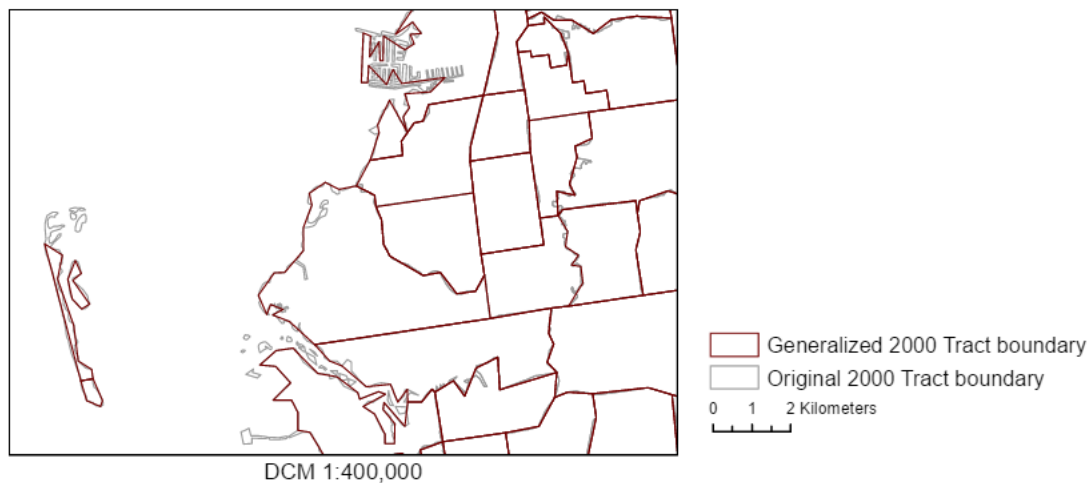 Generalized 2000 Tract boundary
Original 2000 Tract boundary
0 1 2 Kilometers
DCM 1:400,000